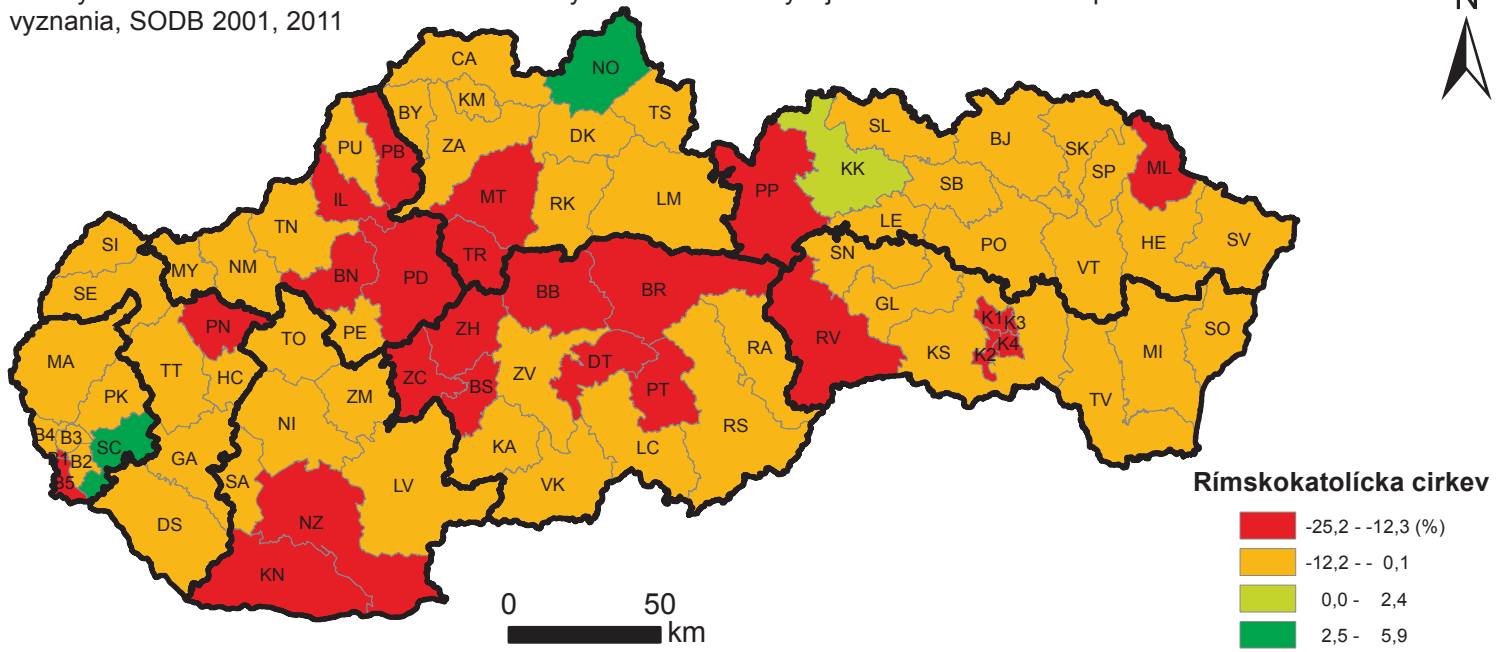 vyznania, SODB 2001, 2011
N
CA
NO
BY
KM
TS
PU
PB
ZA
DK
SL
BJ
SK
SP
ML
KK
PP
SB
IL
MT
RK
LM
TN
LE
PO
HE
SV
SI
MY
NM
TR
SN
VT
SE
BN
PD
BB
BR
GL
PN
TO
PE
ZH
K1
K3
SO
MA
TT
HC
ZC
BS
ZV
DT
RA
RV
KS
K2
K4
MI
PK
ZM
PT
TV
NI
RS
B4
B3
SC
KA
LC
B1
B2
GA
B5
SA
LV
VK
DS
NZ
KN
0 50
km
Rímskokatolícka cirkev
-25,2 - -12,3 (%)
-12,2 - - 0,1
0,0 - 2,4
2,5 - 5,9